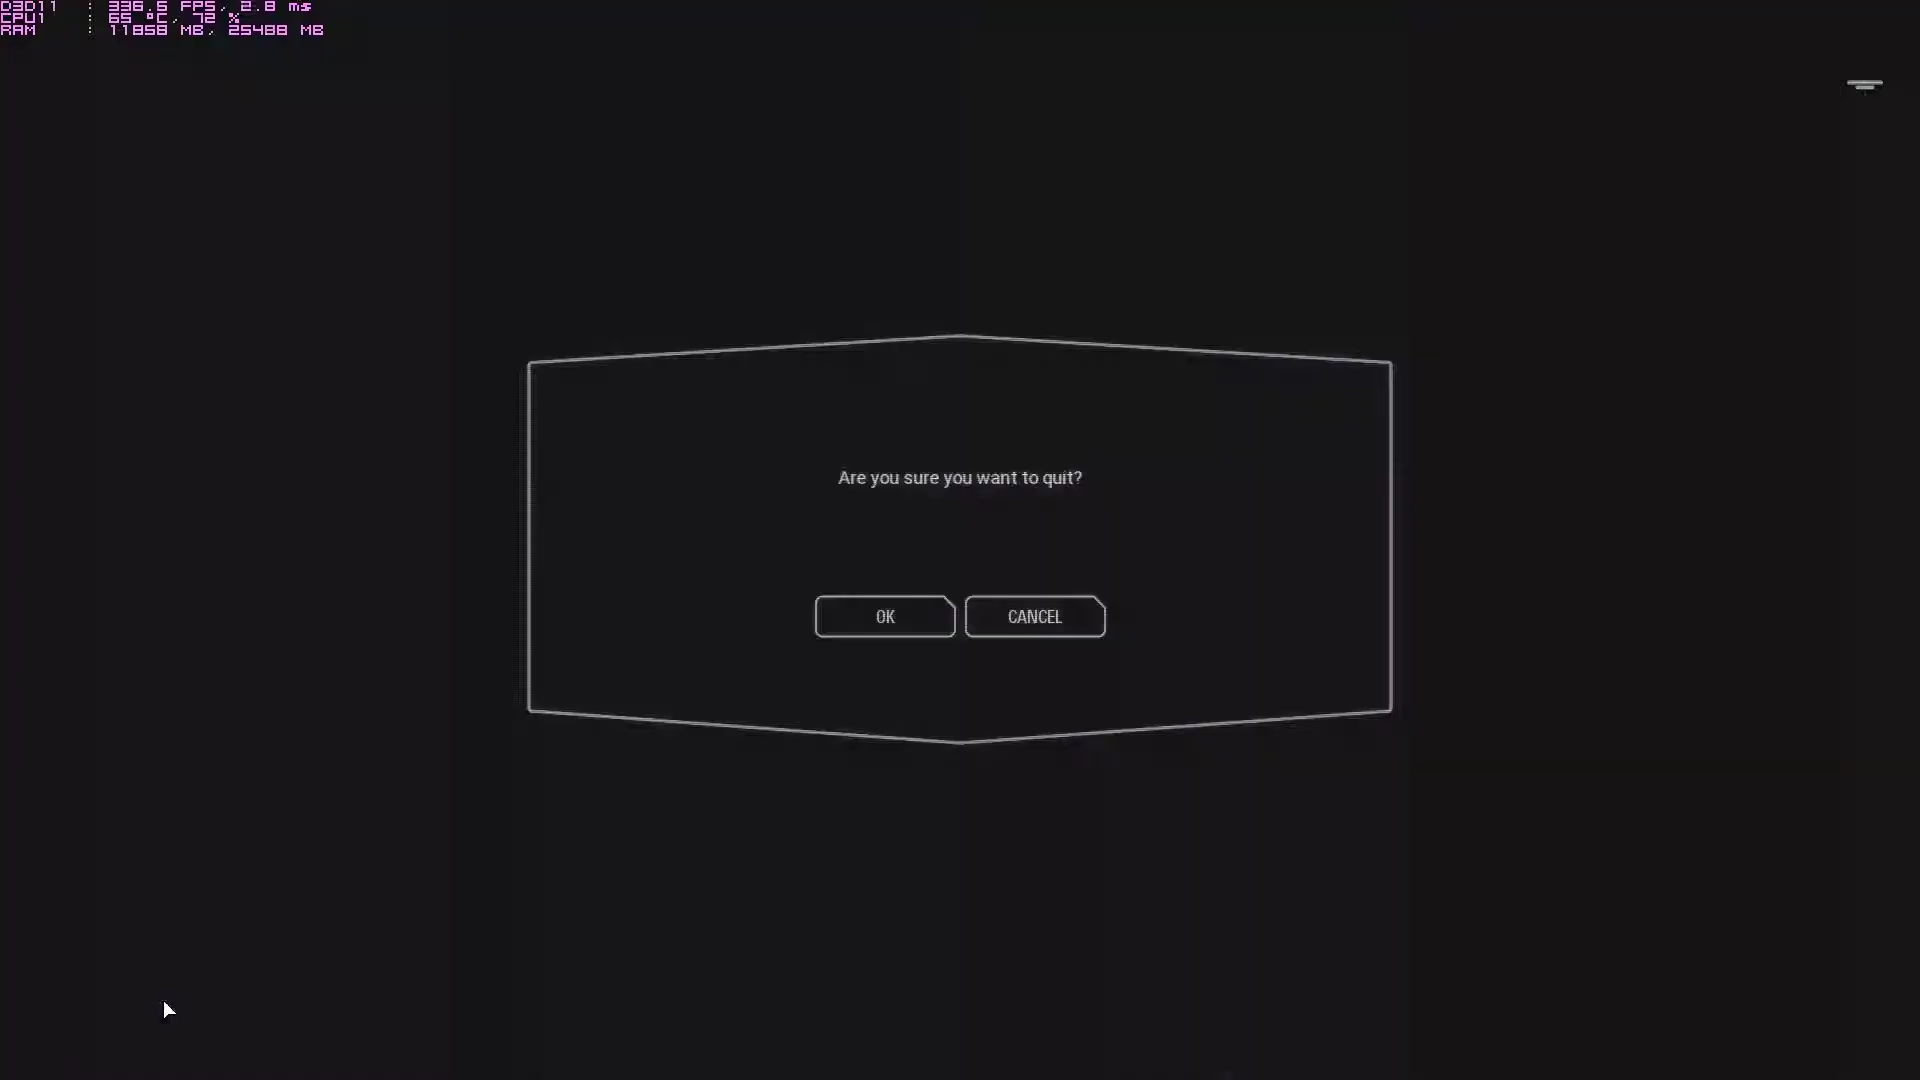 D3D11 : 338.5 FPS, 2.8 ms
CPU1 : 65 °C, 72 %
RAM : 11858 MB, 25488 MB
Are you sure you want to quit?
OK
CANCEL